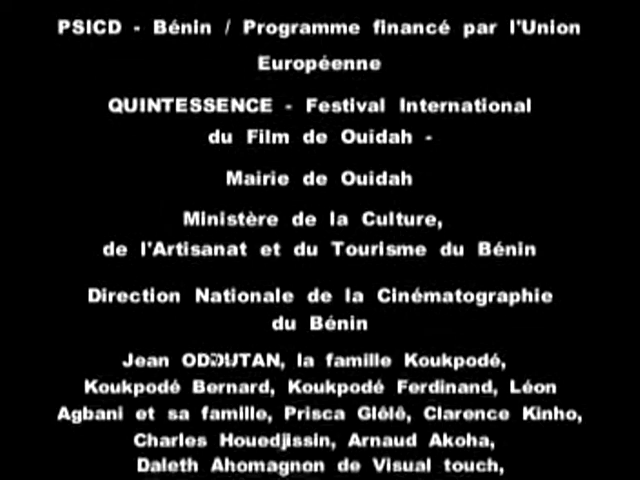 PSICD - Bénin / Programme financé par l'Union
Européenne
QUINTESSENCE - Festival International
du Film de Ouidah -
Mairie de Ouidah
Ministère de la Culture,
de l'Artisanat et du Tourisme du Bénin
Direction Nationale de la Cinématographie
du Bénin
Jean la famille Koukpodé,
Koukpodé Bernard, Koukpodé Ferdinand, Léon
Agbani et sa famille, Prisca Glélê, Clarence Kinho,
Charles Houedjissin, Arnaud Akoha,
Daleth Ahomagnon de Visual touch,